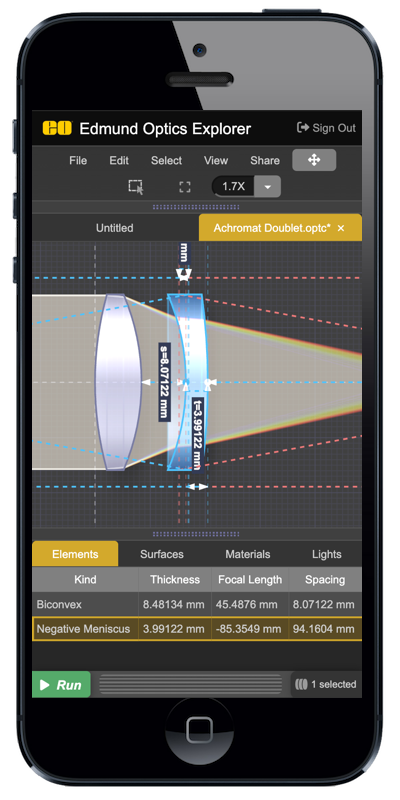 EO Edmund Optics Explorer Sign Out
File Edit Select View Share
1.7X
Untitled Achromat Doublet.optc* ×
mm
s=8.07122 mm
t=3.99122 mm
Elements Surfaces Materials Lights
Kind Thickness Focal Length Spacing
Biconvex 8.48134 mm 45.4876 mm 8.07122 mm
Negative Meniscus 3.99122 mm -85.3549 mm 94.1604 mm
Run 1 selected